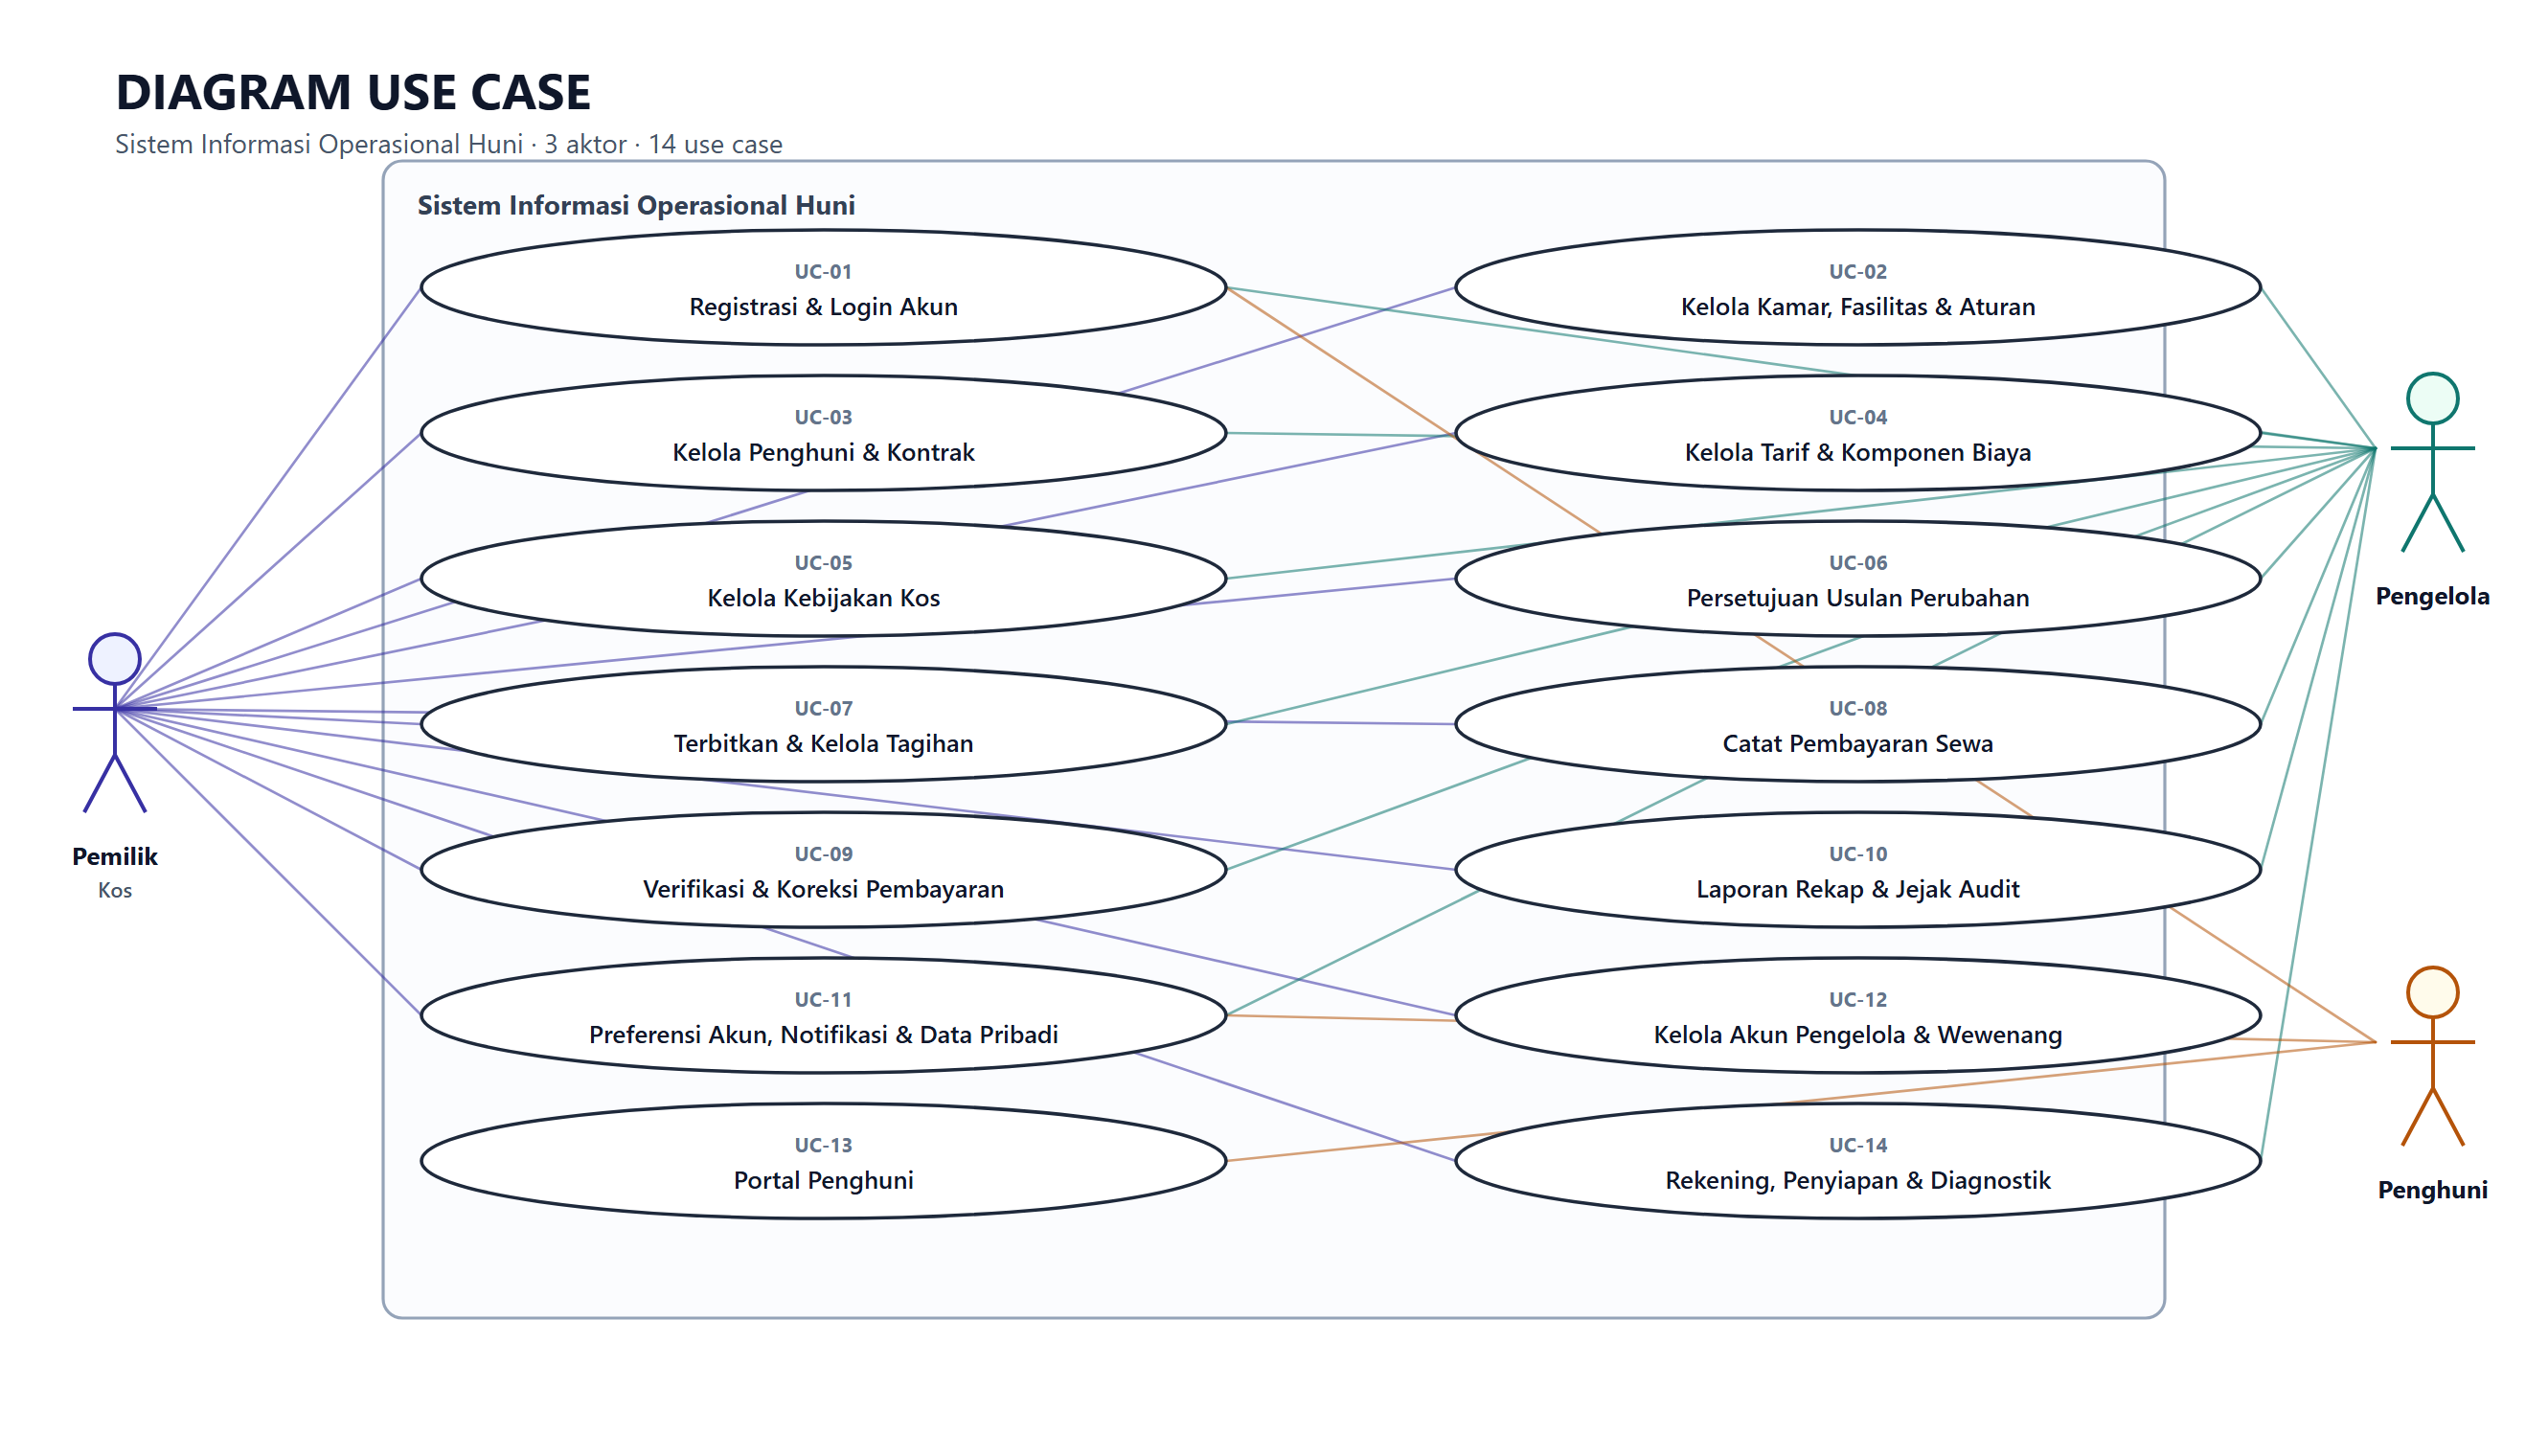 DIAGRAM USE CASE
Sistem Informasi Operasional Huni · 3 aktor · 14 use case
Sistem Informasi Operasional Huni
UC-01
Registrasi & Login Akun
UC-02
Kelola Kamar, Fasilitas & Aturan
UC-03
Kelola Penghuni & Kontrak
UC-04
Kelola Tarif & Komponen Biaya
UC-05
Kelola Kebijakan Kos
UC-06
Persetujuan Usulan Perubahan
Pengelola
UC-07
Terbitkan & Kelola Tagihan
UC-08
Catat Pembayaran Sewa
Pemilik
Kos
UC-09
Verifikasi & Koreksi Pembayaran
UC-10
Laporan Rekap & Jejak Audit
UC-11
Preferensi Akun, Notifikasi & Data Pribadi
UC-12
Kelola Akun Pengelola & Wewenang
UC-13
Portal Penghuni
UC-14
Rekening, Penyiapan & Diagnostik
Penghuni